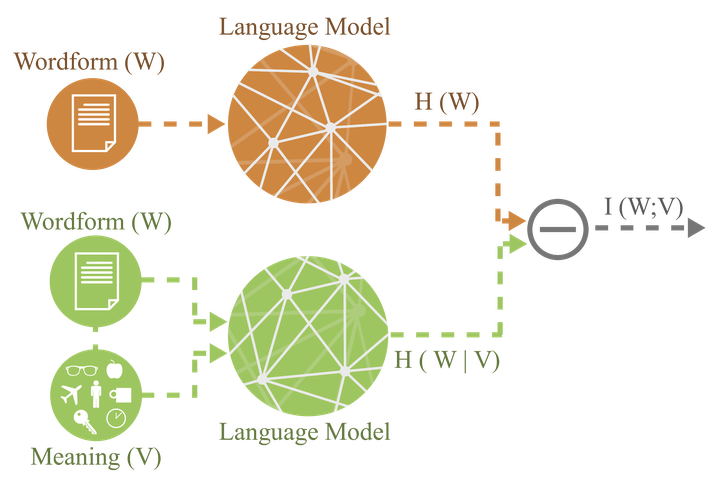 Language Model
Wordform (W)
H (W)
Wordform (W)
I (W;V)
H ( W | V)
Language Model
Meaning (V)